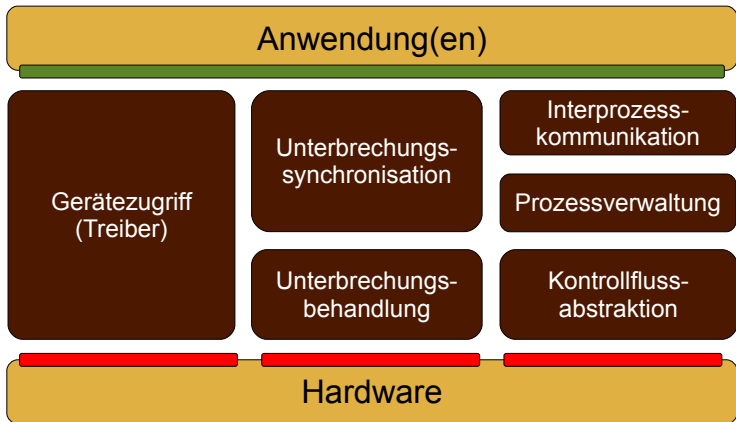 Anwendung(en)
Gerätezugriff
(Treiber)
Unterbrechungs-
synchronisation
Unterbrechungs-
behandlung
Interprozess-
kommunikation
Prozessverwaltung
Kontrollfluss-
abstraktion
Hardware